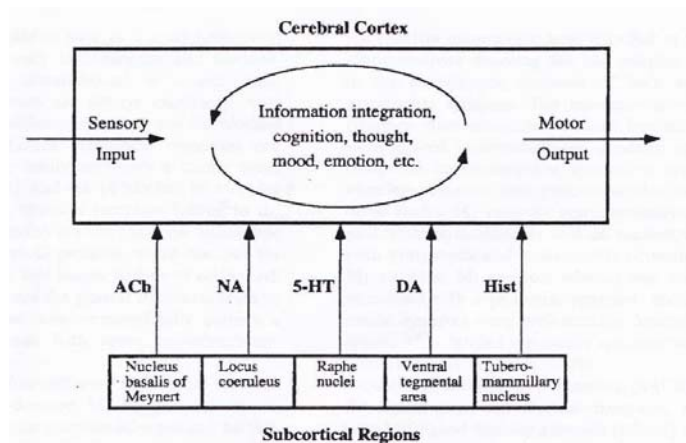 Cerebral Cortex
Sensory
Input
Information integration,
cognition, thought,
mood, emotion, etc.
Motor
Output
ACh
NA
5-HT
DA
Hist
Nucleus
basalis of
Meynert
Locus
coeruleus
Raphe
nuclei
Ventral
tegmental
area
Tubero-
mammillary
nucleus
Subcortical Regions